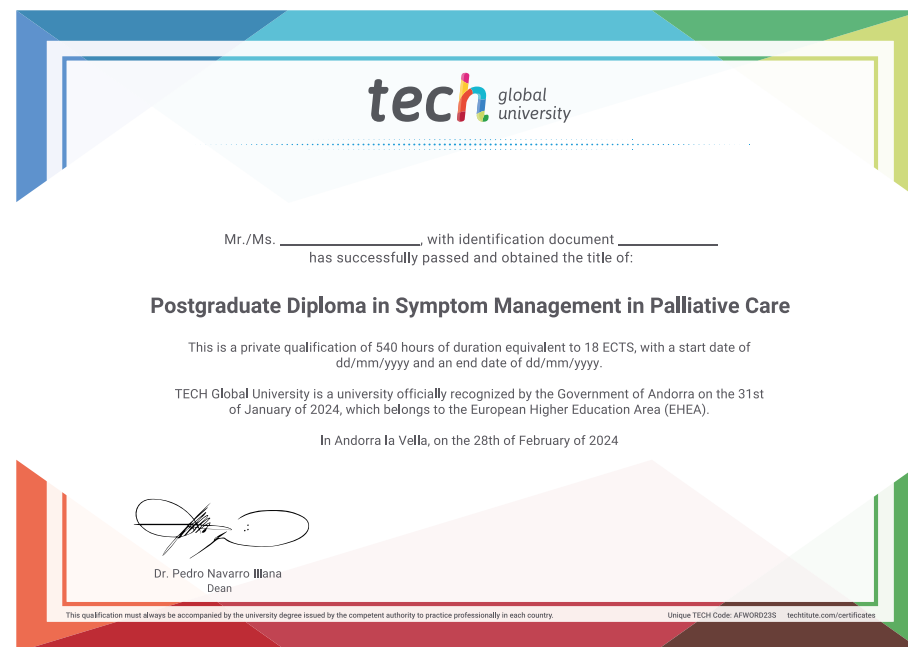 tech global
university
Mr./Ms. ____________________, with identification document ______________
has successfully passed and obtained the title of:
Postgraduate Diploma in Symptom Management in Palliative Care
This is a private qualification of 540 hours of duration equivalent to 18 ECTS, with a start date of
dd/mm/yyyy and an end date of dd/mm/yyyy.
TECH Global University is a university officially recognized by the Government of Andorra on the 31st
of January of 2024, which belongs to the European Higher Education Area (EHEA).
In Andorra la Vella, on the 28th of February of 2024
Dr. Pedro Navarro Illana
Dean
This qualification must always be accompanied by the university degree issued by the competent authority to practice professionally in each country. Unique TECH Code: AFWORD23S techtitute.com/certificates